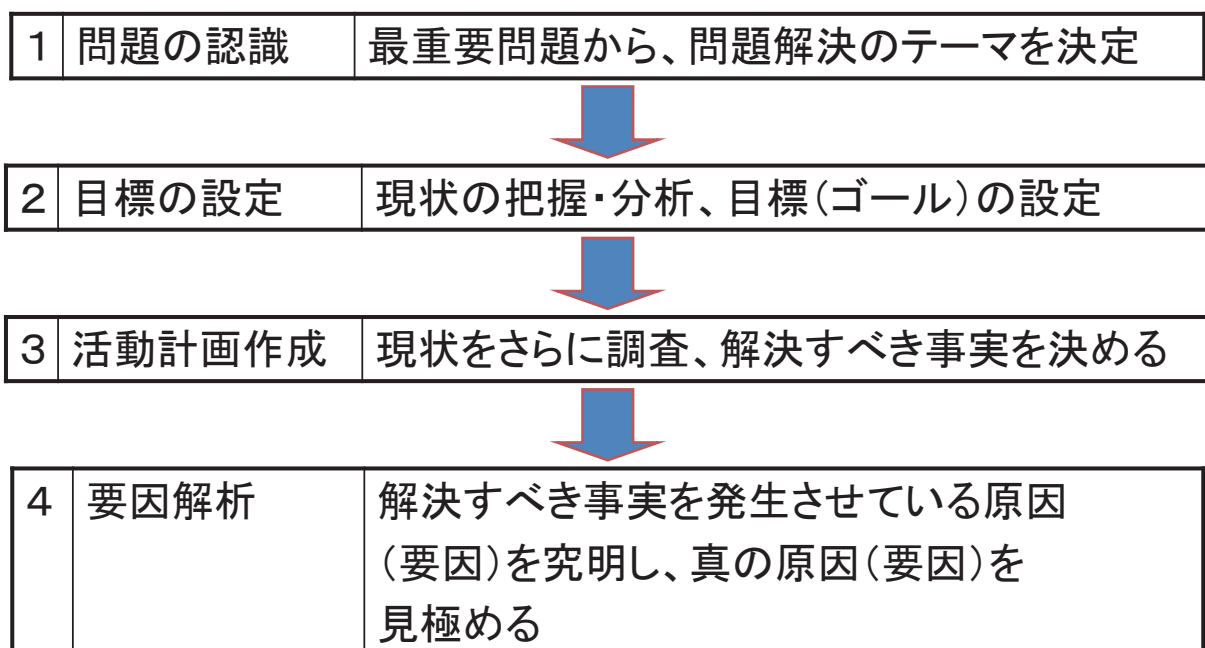 1 問題の認識 最重要問題から、問題解決のテーマを決定
2 目標の設定 現状の把握・分析、目標(ゴール)の設定
3 活動計画作成 現状をさらに調査、解決すべき事実を決める
4 要因解析 解決すべき事実を発生させている原因
(要因)を究明し、真の原因(要因)を
見極める